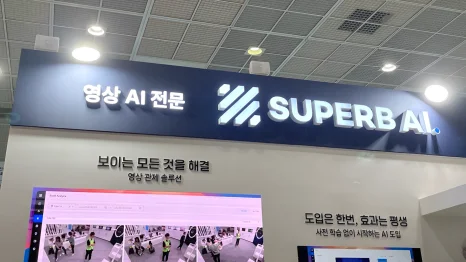 영상 AI 전문
SUPERB AI
보이는 모든 것을 해결
영상 관제 솔루션
도입은 한번, 효과는 평생
사전 학습 없이 시작하는 AI 도입